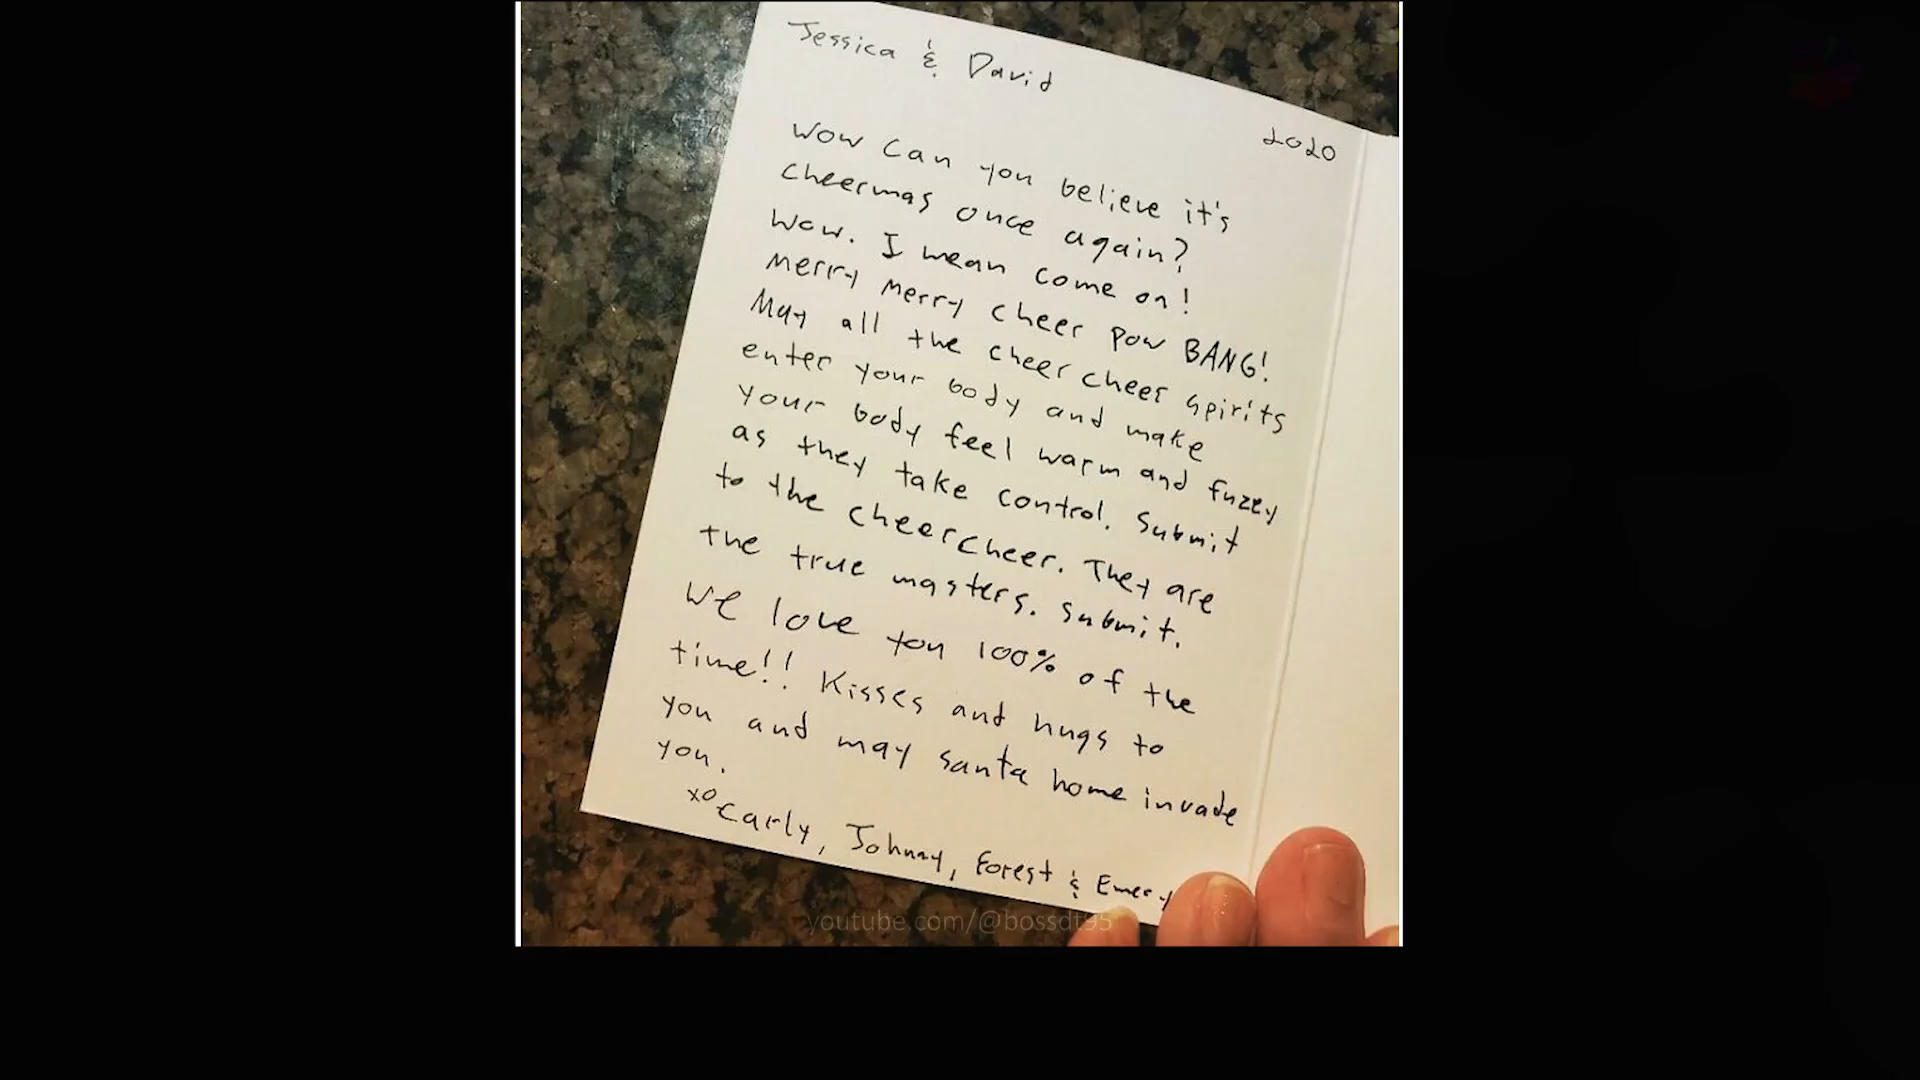 Jessica & David
2020
Wow can you believe it's
cheermas once again?
Wow. I mean come on!
Merry Merry cheer pow BANG!
May all the cheer cheer spirits
enter your body and make
your body feel warm and fuzzy
as they take control. Submit
to the cheercheer. They are
the true masters. Submit.
We love you 100% of the
time!! Kisses and hugs to
you and may santa home invade
you.
xo Carly, Johnny, Forest & Emery
youtube.com/@bossdt95